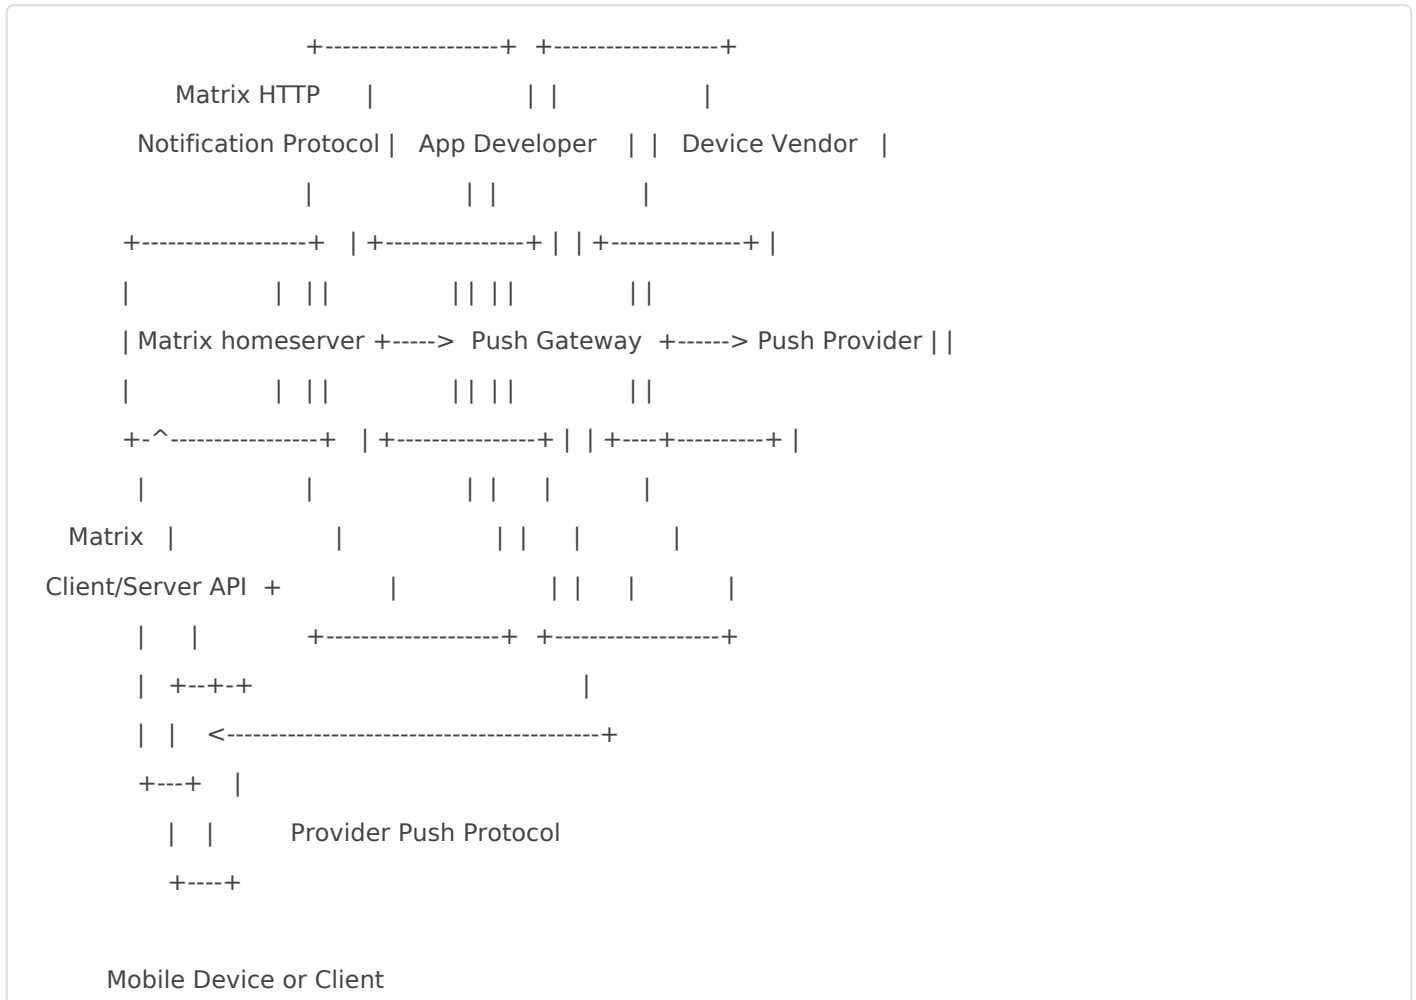 +--------------------+  +-------------------+
Matrix HTTP      |                    | |                   |
Notification Protocol |   App Developer    | |   Device Vendor   |
|                    | |                   |
+-------------------+   | +----------------+ | | +---------------+ |
|                   |   | |                | | | |               | |
| Matrix homeserver +----->  Push Gateway  +------> Push Provider | |
|                   |   | |                | | | |               | |
+-^-----------------+   | +----------------+ | | +----+----------+ |
|                     |                    | |      |            |
Matrix   |                     |                    | |      |            |
Client/Server API  +              |                    | |      |            |
|      |              +--------------------+  +-------------------+
|   +--+-+                                           |
|   |    <-------------------------------------------+
+---+    |
|    |          Provider Push Protocol
+----+
Mobile Device or Client